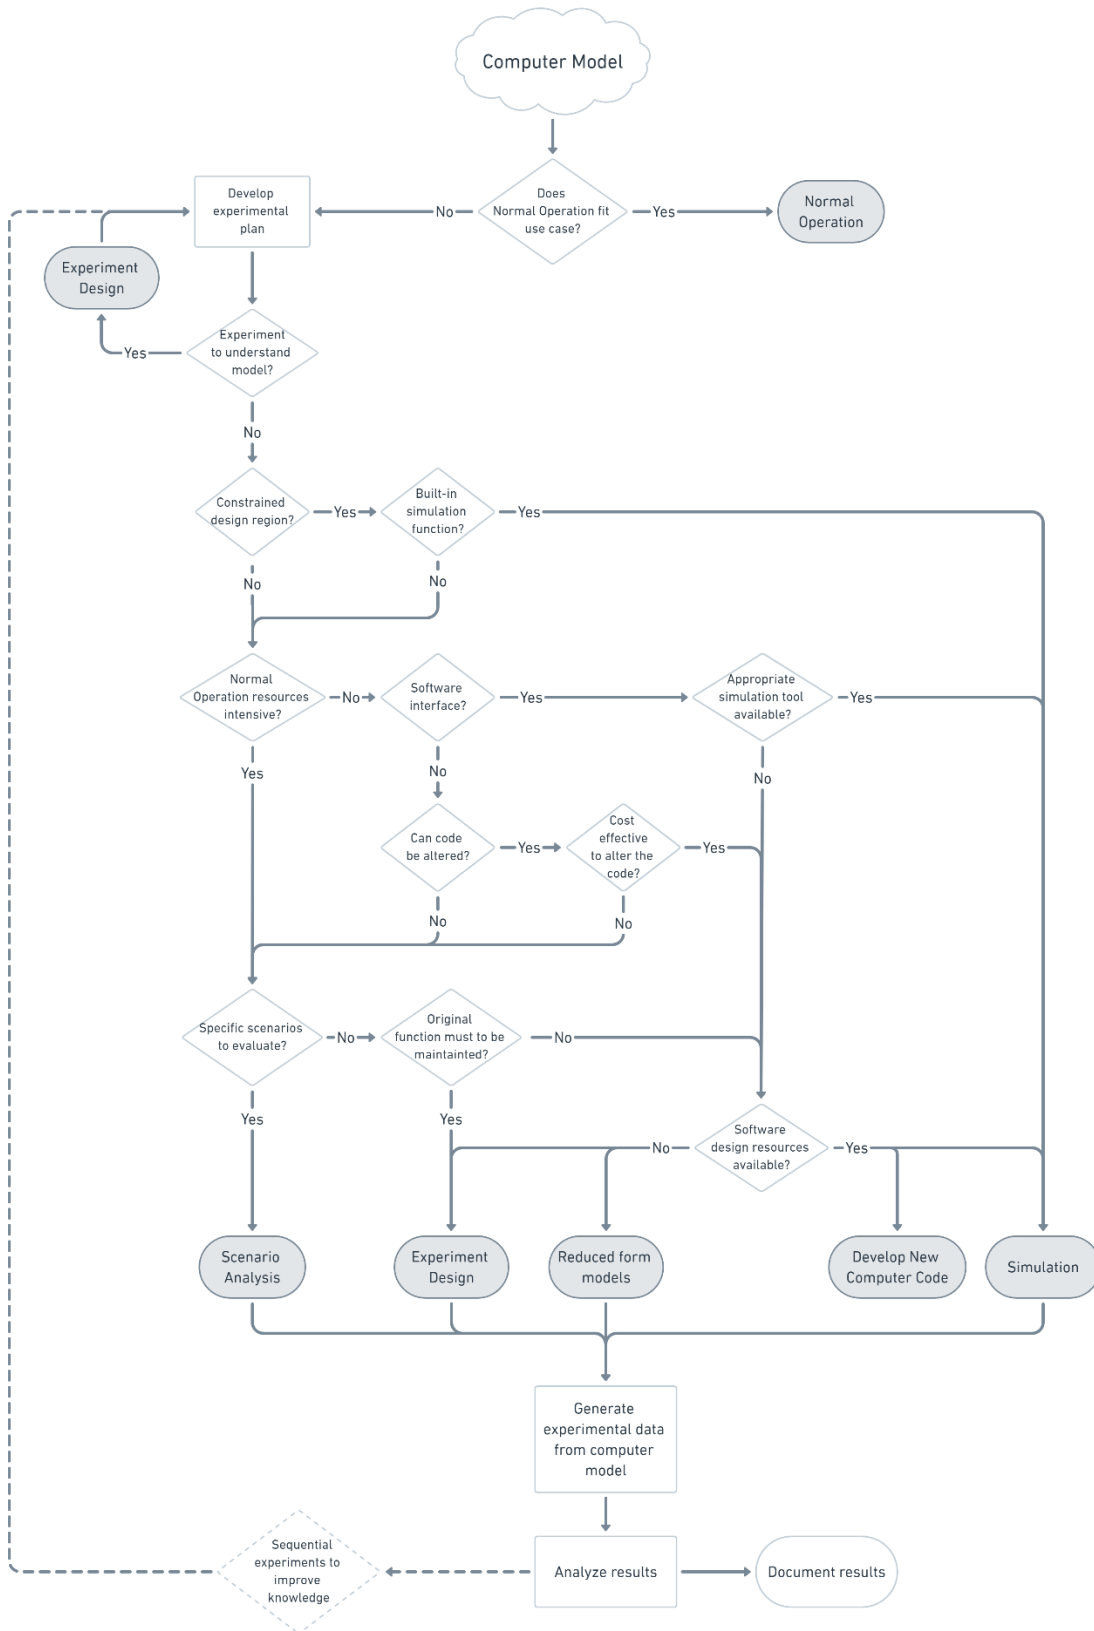 Computer Model
Does
Normal Operation fit
use case?
No
Yes
Normal
Operation
Develop
experimental
plan
Experiment
Design
Experiment
to understand
model?
Yes
No
Constrained
design region?
Yes
Built-in
simulation
function?
Yes
No
No
Normal
Operation resources
intensive?
No
Software
interface?
Yes
Appropriate
simulation tool
available?
Yes
Yes
No
No
Can code
be altered?
Yes
Cost
effective
to alter the
code?
Yes
No
No
Specific scenarios
to evaluate?
No
Original
function must to be
maintainted?
No
Yes
Yes
Software
design resources
available?
No
Yes
Scenario
Analysis
Experiment
Design
Reduced form
models
Develop New
Computer Code
Simulation
Generate
experimental data
from computer
model
Sequential
experiments to
improve
knowledge
Analyze results
Document results